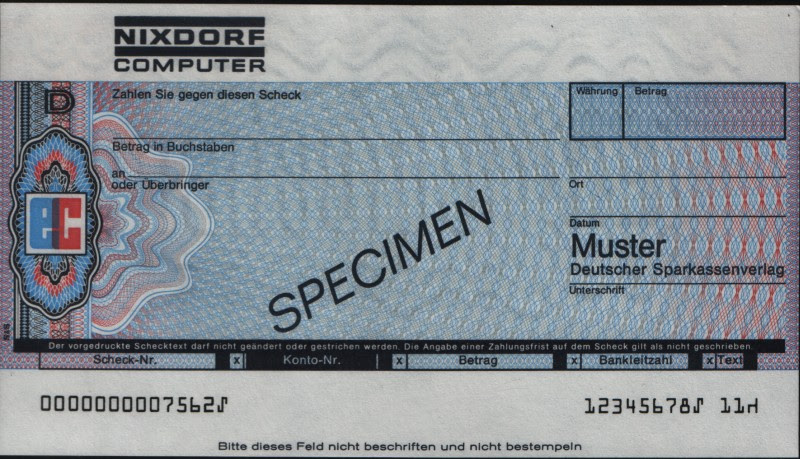 NIXDORF
COMPUTER
D
Zahlen Sie gegen diesen Scheck
Währung
Betrag
Betrag in Buchstaben
an
oder Überbringer
Ort
ec
Datum
SPECIMEN
Muster
Deutscher Sparkassenverlag
Unterschrift
Der vorgedruckte Schecktext darf nicht geändert oder gestrichen werden. Die Angabe einer Zahlungsfrist auf dem Scheck gilt als nicht geschrieben.
Scheck-Nr. x Konto-Nr. x Betrag x Bankleitzahl x Text
0000000007562⑀ 12345678⑀ 11⑁
Bitte dieses Feld nicht beschriften und nicht bestempeln